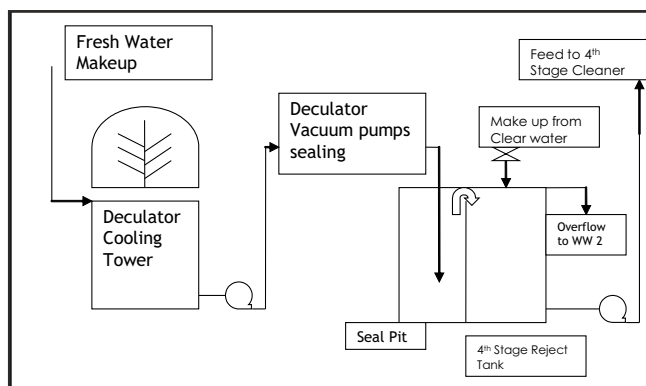 Fresh Water
Makeup
Feed to 4th
Stage Cleaner
Deculator
Vacuum pumps
sealing
Make up from
Clear water
Deculator
Cooling
Tower
Overflow
to WW 2
Seal Pit
4th Stage Reject
Tank